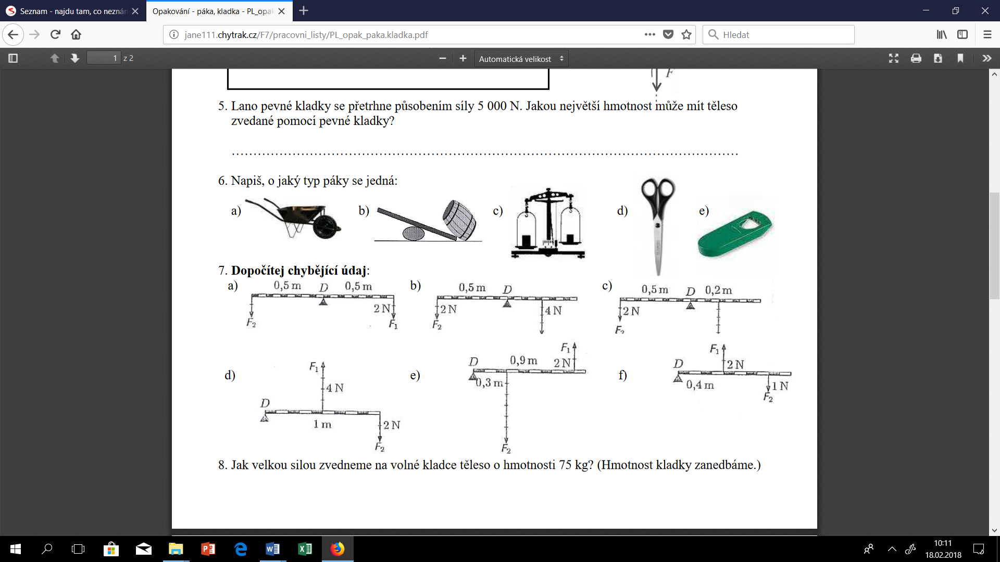 Seznam - najdu tam, co neznán
Opakování - páka, kladka - PL_opak
jane111.chytrak.cz/F7/pracovni_listy/PL_opak_paka.kladka.pdf
Hledat
1 z 2
Automatická velikost
F
5. Lano pevné kladky se přetrhne působením síly 5 000 N. Jakou největší hmotnost může mít těleso
zvedané pomocí pevné kladky?
6. Napiš, o jaký typ páky se jedná:
a) b) c) d) e)
7. Dopočítej chybějící údaj:
a) 0,5 m D 0,5 m
2 N
F₂ F₁
b) 0,5 m D
2 N 4 N
F₂
c) 0,5 m D 0,2 m
2 N
F₂
d) F₁
4 N
D
1 m
2 N
F₂
e) F₁
D 0,9 m 2 N
0,3 m
F₂
f) F₁
D 2 N
0,4 m 1 N
F₂
8. Jak velkou silou zvedneme na volné kladce těleso o hmotnosti 75 kg? (Hmotnost kladky zanedbáme.)
10:11
18.02.2018